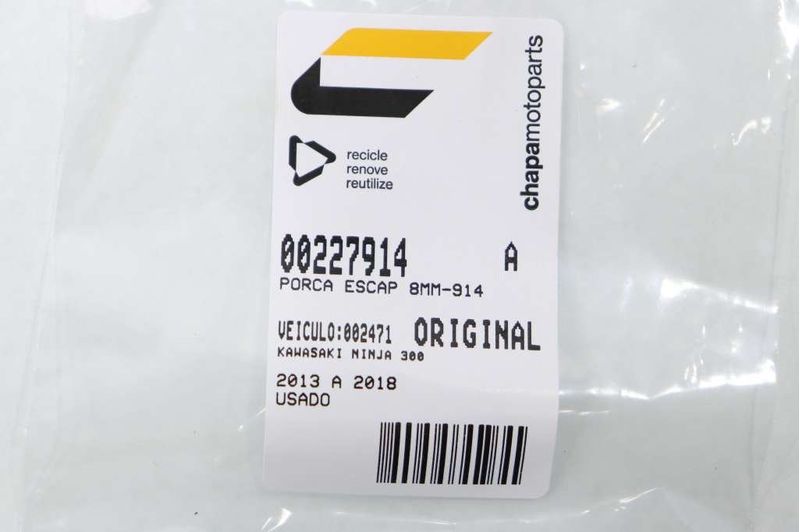 chapamotoparts
recicle
renove
reutilize
00227914 A
PORCA ESCAP 8MM-914
VEICULO:002471 ORIGINAL
KAWASAKI NINJA 300
2013 A 2018
USADO